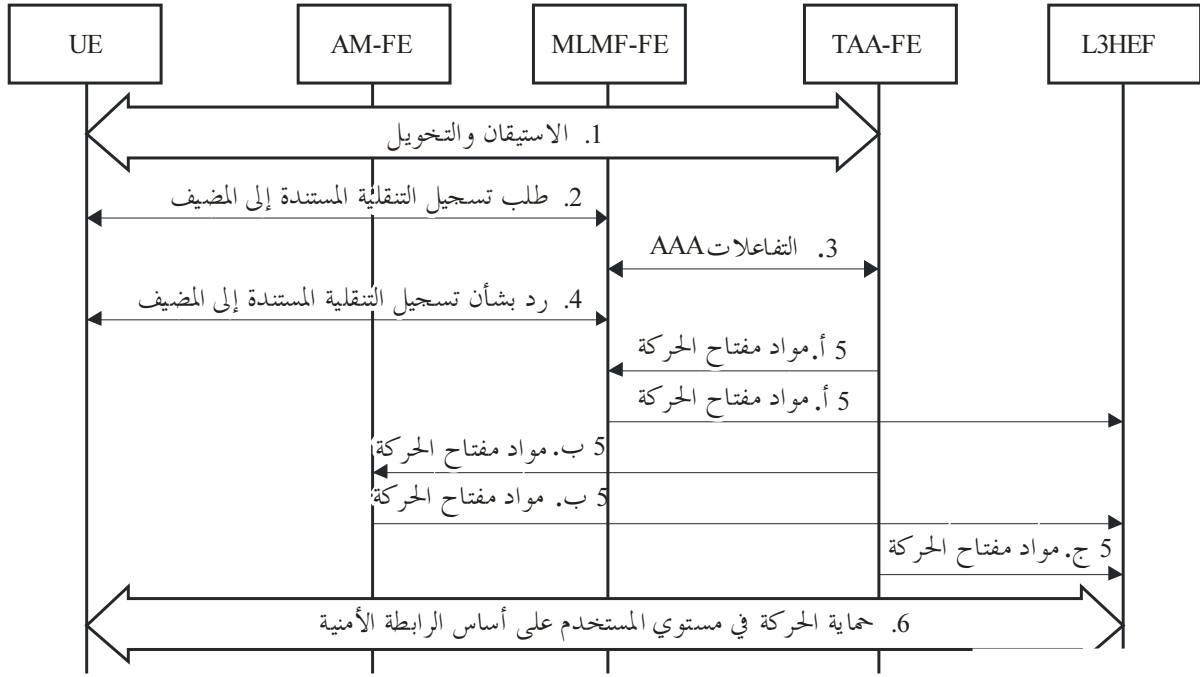 UE
AM-FE
MLMF-FE
TAA-FE
L3HEF
1. الاستيقان والتخويل
2. طلب تسجيل التنقلية المستندة إلى المضيف
3. التفاعلات AAA
4. رد بشأن تسجيل التنقلية المستندة إلى المضيف
5 أ. مواد مفتاح الحركة
5 أ. مواد مفتاح الحركة
5 ب. مواد مفتاح الحركة
5 ب. مواد مفتاح الحركة
5 ج. مواد مفتاح الحركة
6. حماية الحركة في مستوي المستخدم على أساس الرابطة الأمنية